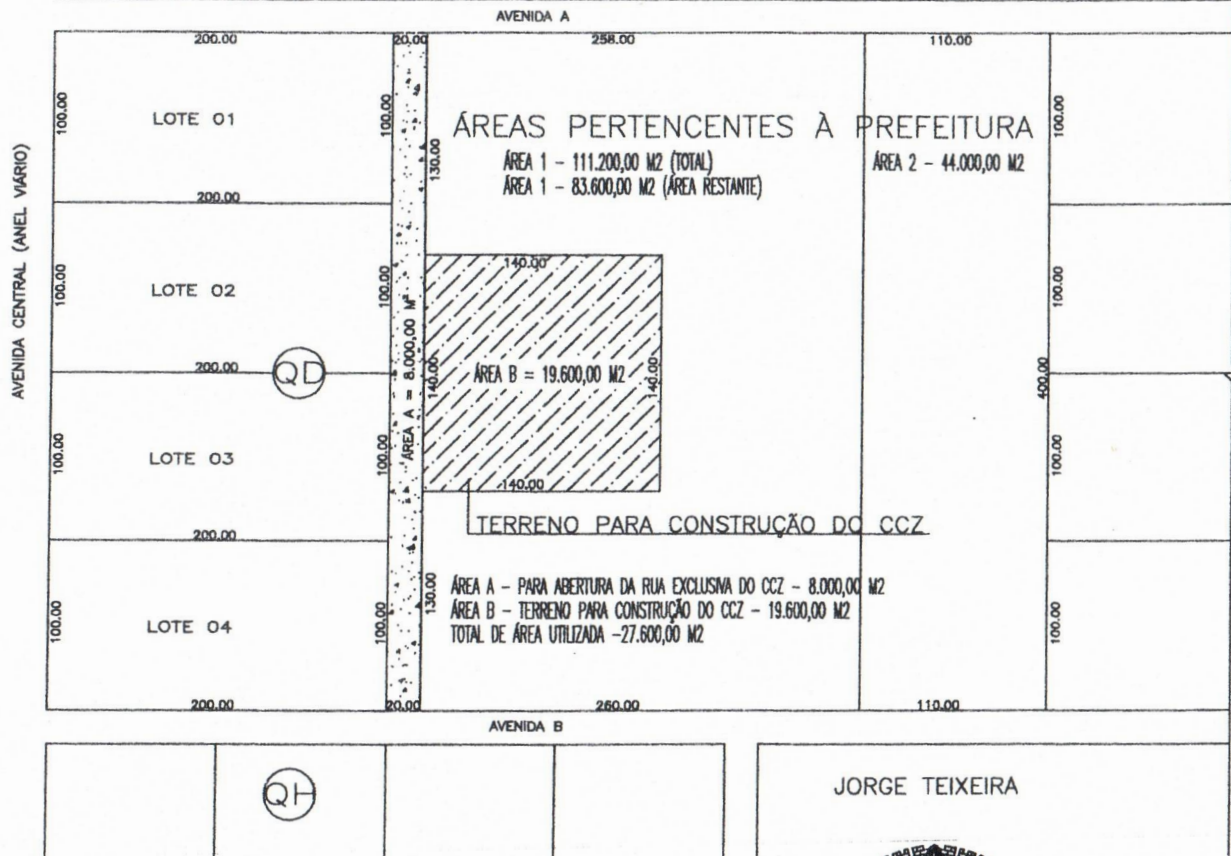 AVENIDA A
200.00
20.00
258.00
110.00
AVENIDA CENTRAL (ANEL VIÁRIO)
100.00
LOTE 01
100.00
130.00
ÁREAS PERTENCENTES À PREFEITURA
ÁREA 1 - 111.200,00 M2 (TOTAL)
ÁREA 1 - 83.600,00 M2 (ÁREA RESTANTE)
ÁREA 2 - 44.000,00 M2
100.00
200.00
100.00
LOTE 02
100.00
140.00
100.00
200.00
QD
ÁREA A = 8.000,00 M²
140.00
ÁREA B = 19.600,00 M2
140.00
400.00
100.00
LOTE 03
100.00
140.00
100.00
TERRENO PARA CONSTRUÇÃO DO CCZ
200.00
100.00
LOTE 04
100.00
130.00
ÁREA A - PARA ABERTURA DA RUA EXCLUSIVA DO CCZ - 8.000,00 M2
ÁREA B - TERRENO PARA CONSTRUÇÃO DO CCZ - 19.600,00 M2
TOTAL DE ÁREA UTILIZADA -27.600,00 M2
100.00
200.00
20.00
260.00
110.00
AVENIDA B
QH
JORGE TEIXEIRA